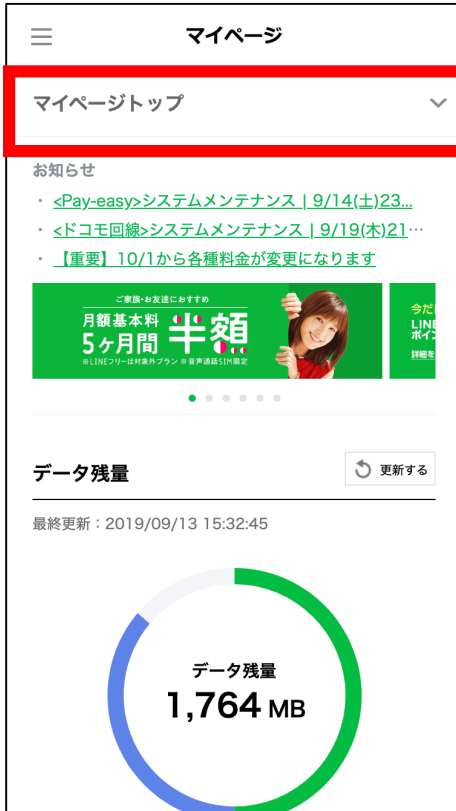 マイページ
マイページトップ
お知らせ
・ <Pay-easy>システムメンテナンス | 9/14(土)23...
・ <ドコモ回線>システムメンテナンス | 9/19(木)21…
・ 【重要】10/1から各種料金が変更になります
ご家族・お友達におすすめ
月額基本料
5ヶ月間
半額
※LINEフリーは対象外プラン ※音声通話SIM限定
今だ
LINE
ポイン
詳細を
データ残量
更新する
最終更新：2019/09/13 15:32:45
データ残量
1,764 MB